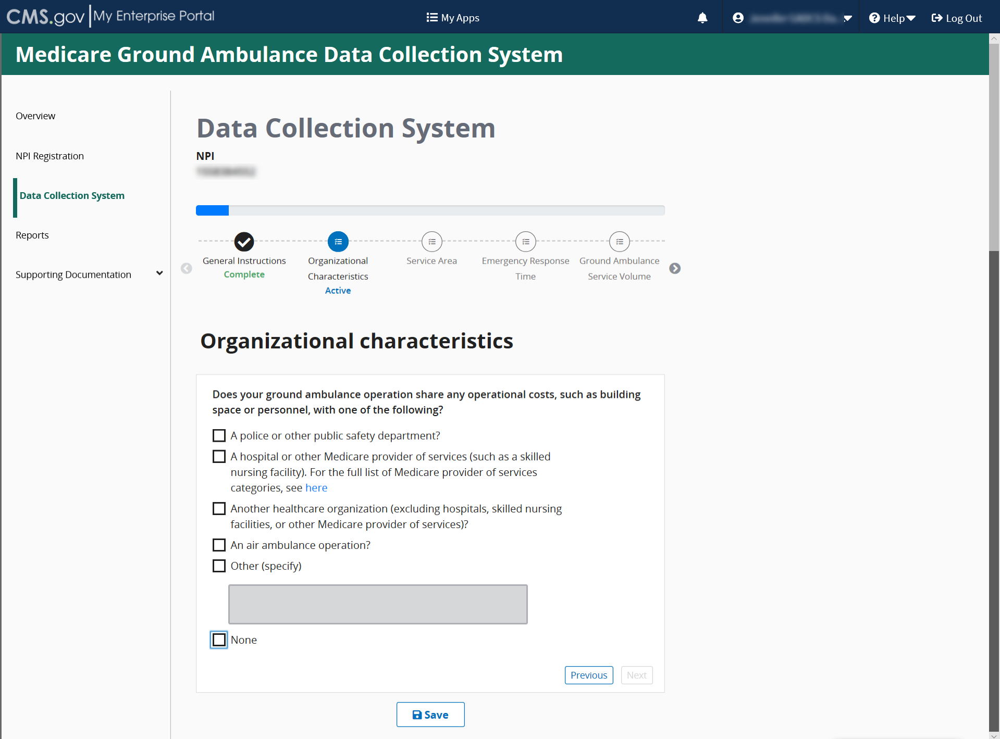 CMS.gov My Enterprise Portal
My Apps
Help
Log Out
Medicare Ground Ambulance Data Collection System
Overview
NPI Registration
Data Collection System
Reports
Supporting Documentation
Data Collection System
NPI
General Instructions
Complete
Organizational
Characteristics
Active
Service Area
Emergency Response
Time
Ground Ambulance
Service Volume
Organizational characteristics
Does your ground ambulance operation share any operational costs, such as building
space or personnel, with one of the following?
A police or other public safety department?
A hospital or other Medicare provider of services (such as a skilled
nursing facility). For the full list of Medicare provider of services
categories, see here
Another healthcare organization (excluding hospitals, skilled nursing
facilities, or other Medicare provider of services)?
An air ambulance operation?
Other (specify)
None
Previous
Next
Save